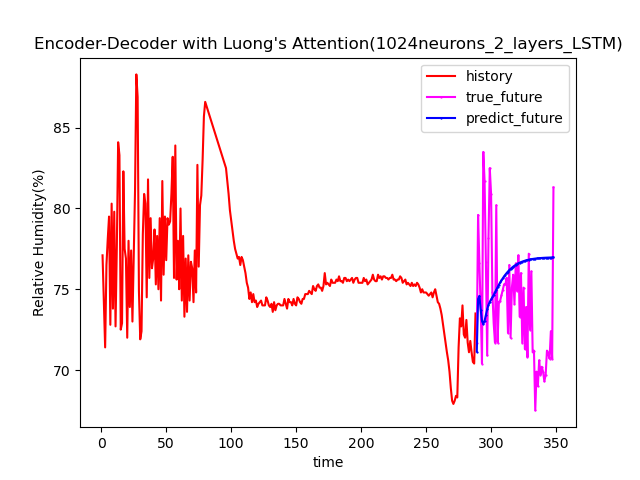 Encoder-Decoder with Luong's Attention(1024neurons_2_layers_LSTM)
history
true_future
predict_future
Relative Humidity(%)
85
80
75
70
0 50 100 150 200 250 300 350
time